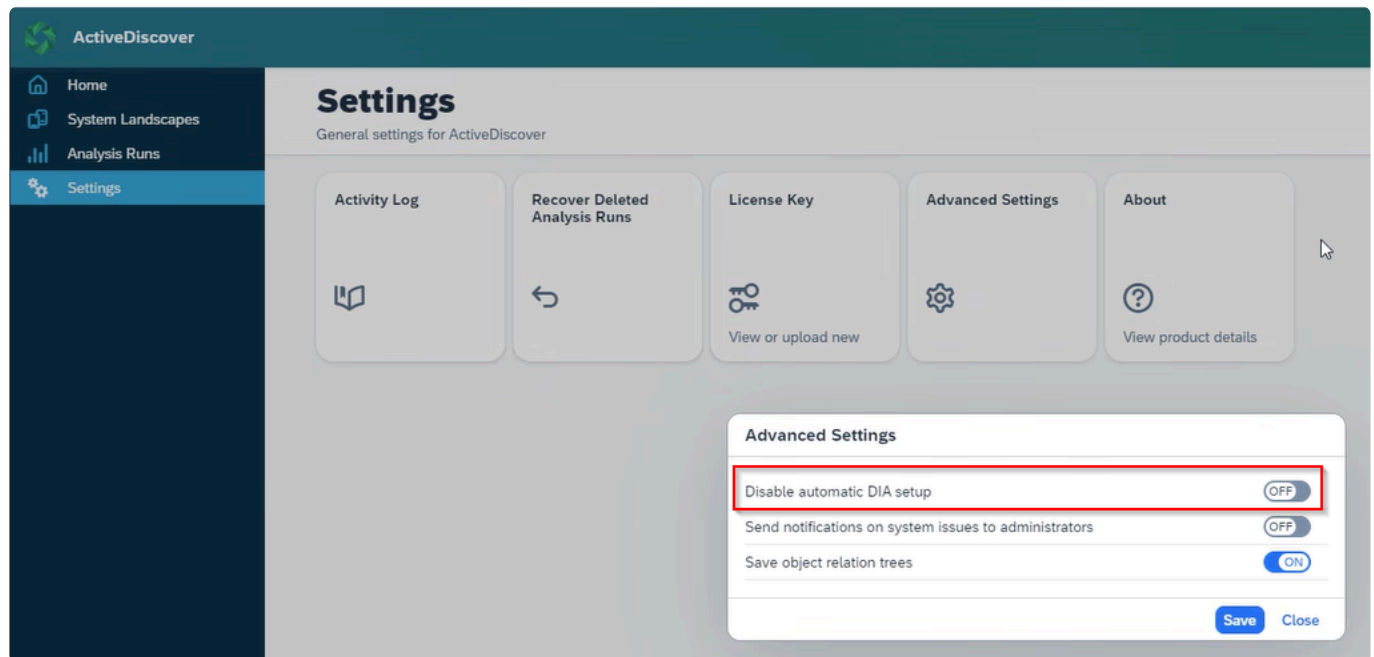 ActiveDiscover
Home
System Landscapes
Analysis Runs
Settings
Settings
General settings for ActiveDiscover
Activity Log
Recover Deleted
Analysis Runs
License Key
View or upload new
Advanced Settings
About
View product details
Advanced Settings
Disable automatic DIA setup OFF
Send notifications on system issues to administrators OFF
Save object relation trees ON
Save Close